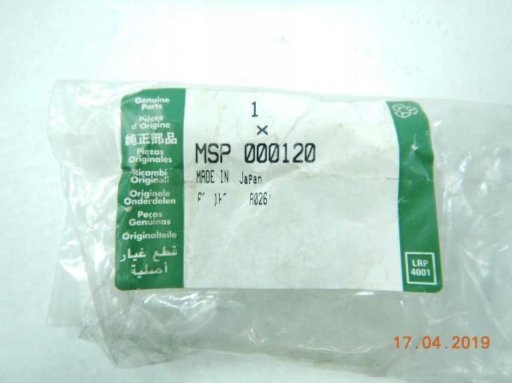 Genuine
Parts
Pièces
d'Origine
純正部品
Piezas
Originales
Ricambi
Originali
Originele
Onderdelen
Peças
Genuínas
Originalteile
قطع غيار
أصلية
1
x
MSP 000120
MADE IN Japan
LRP
4001
17.04.2019